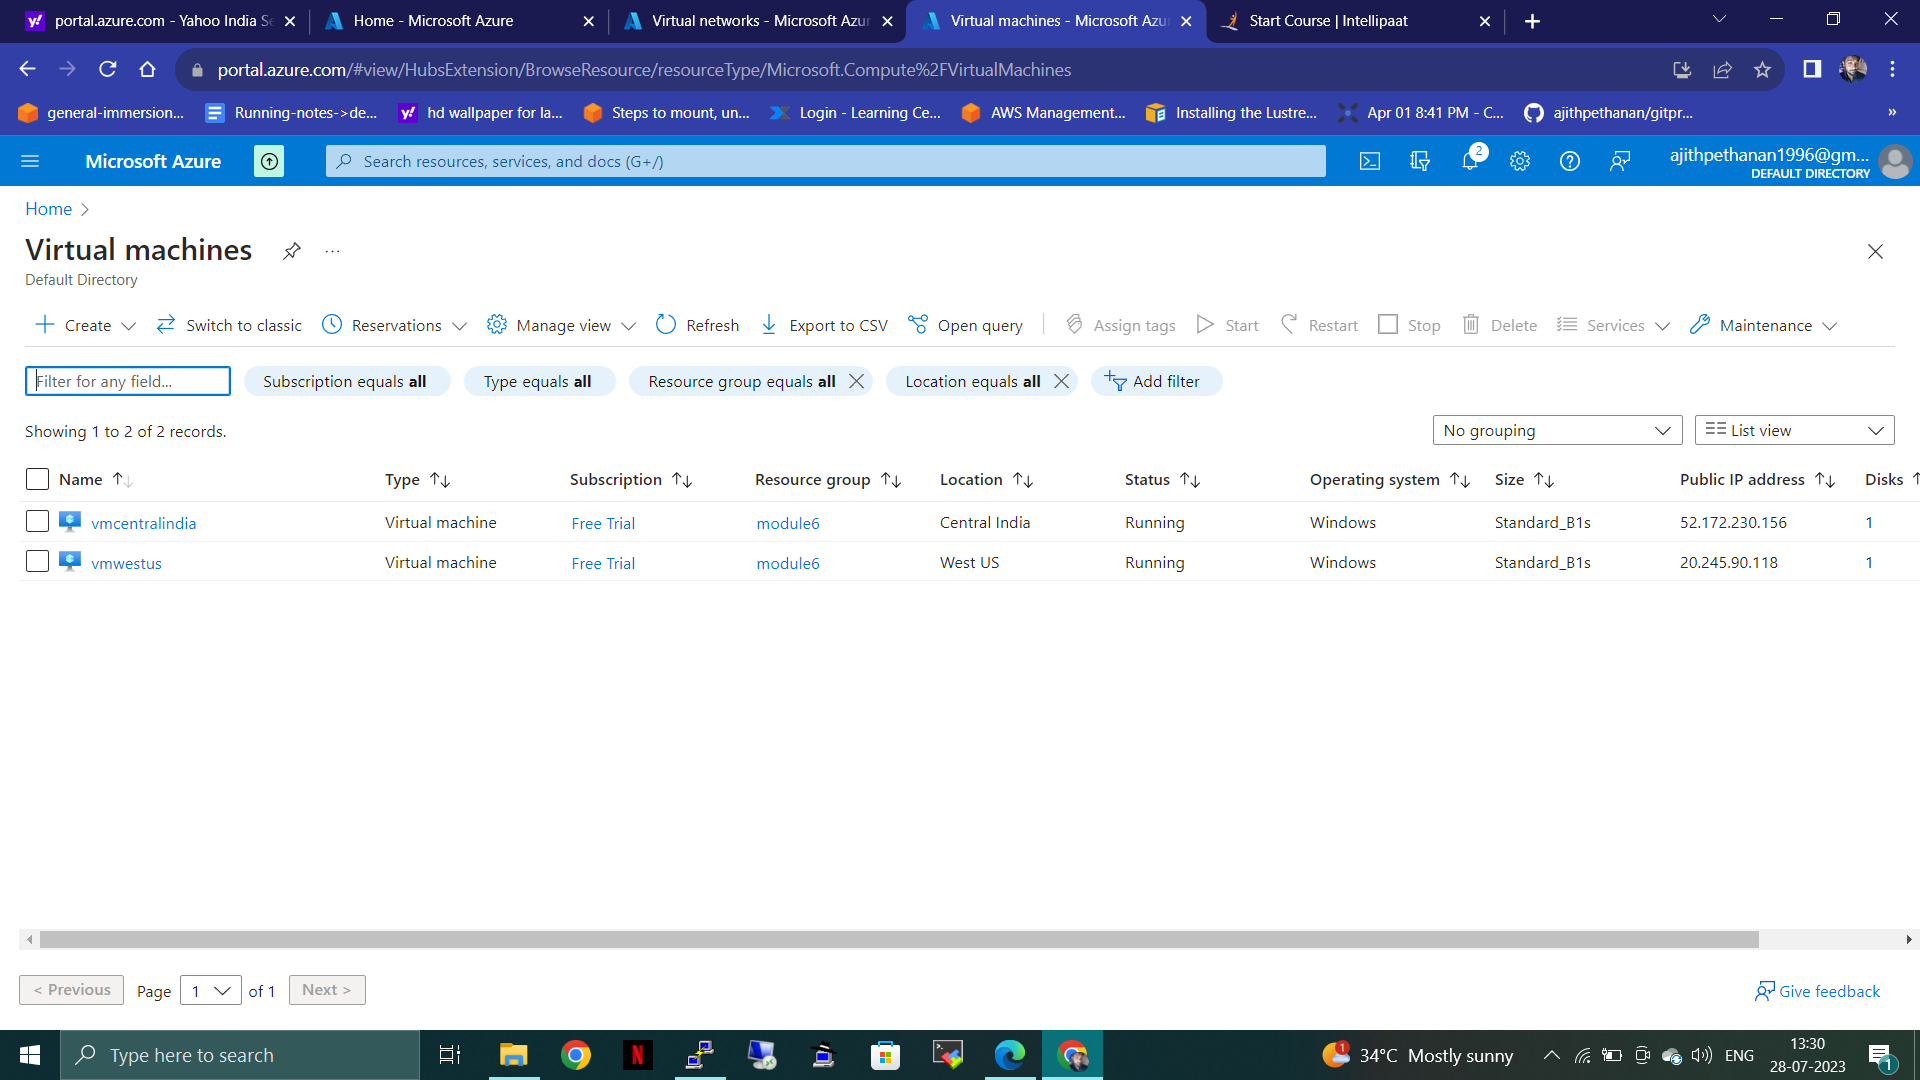 portal.azure.com - Yahoo India Se
Home - Microsoft Azure
Virtual networks - Microsoft Azur
Virtual machines - Microsoft Azu
Start Course | Intellipaat
portal.azure.com/#view/HubsExtension/BrowseResource/resourceType/Microsoft.Compute%2FVirtualMachines
general-immersion...
Running-notes->de...
hd wallpaper for la...
Steps to mount, un...
Login - Learning Ce...
AWS Management...
Installing the Lustre...
Apr 01 8:41 PM - C...
ajithpethanan/gitpr...
»
Microsoft Azure
Search resources, services, and docs (G+/)
2
ajithpethanan1996@gm...
DEFAULT DIRECTORY
Home >
Virtual machines
...
Default Directory
+ Create
Switch to classic
Reservations
Manage view
Refresh
Export to CSV
Open query
Assign tags
Start
Restart
Stop
Delete
Services
Maintenance
Filter for any field...
Subscription equals all
Type equals all
Resource group equals all
Location equals all
Add filter
Showing 1 to 2 of 2 records.
No grouping
List view
Name Type Subscription Resource group Location Status Operating system Size Public IP address Disks
vmcentralindia Virtual machine Free Trial module6 Central India Running Windows Standard_B1s 52.172.230.156 1
vmwestus Virtual machine Free Trial module6 West US Running Windows Standard_B1s 20.245.90.118 1
< Previous Page 1 of 1 Next >
Give feedback
Type here to search
1
34°C Mostly sunny
ENG
13:30
28-07-2023
1